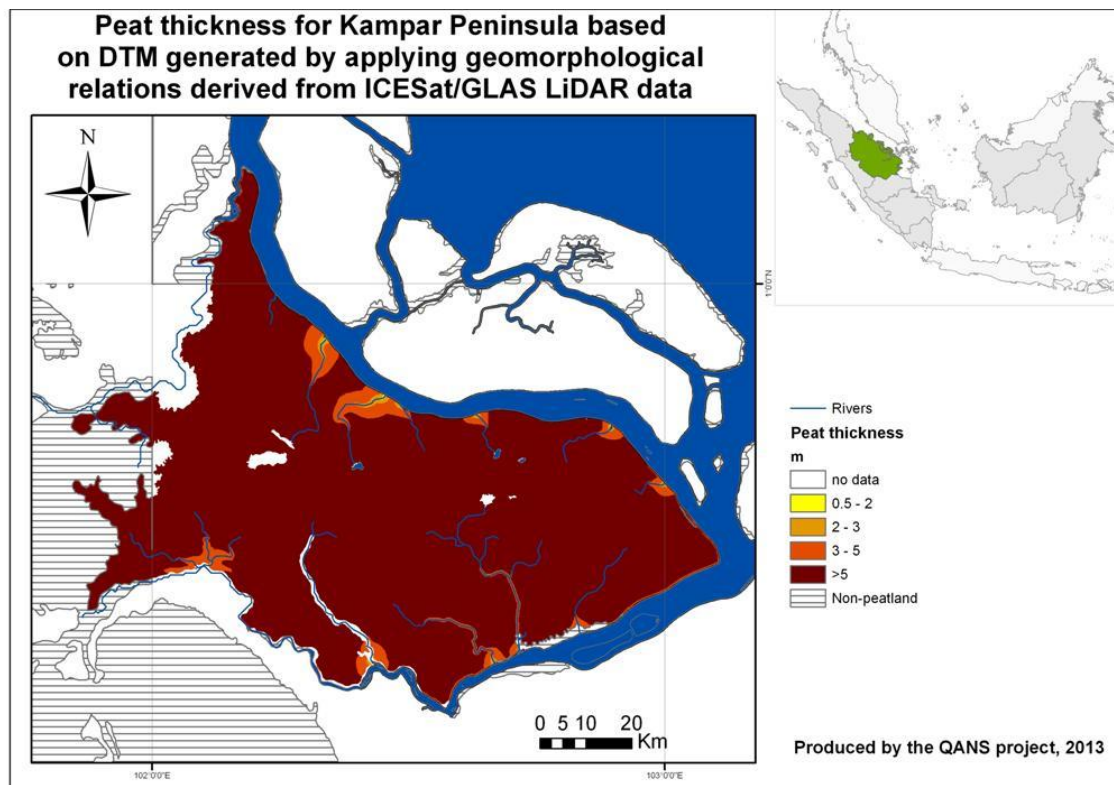 Peat thickness for Kampar Peninsula based
on DTM generated by applying geomorphological
relations derived from ICESat/GLAS LiDAR data
N
1°0'0"N
Rivers
Peat thickness
m
no data
0.5 - 2
2 - 3
3 - 5
>5
Non-peatland
0 5 10 20
Km
Produced by the QANS project, 2013
102°0'0"E
103°0'0"E